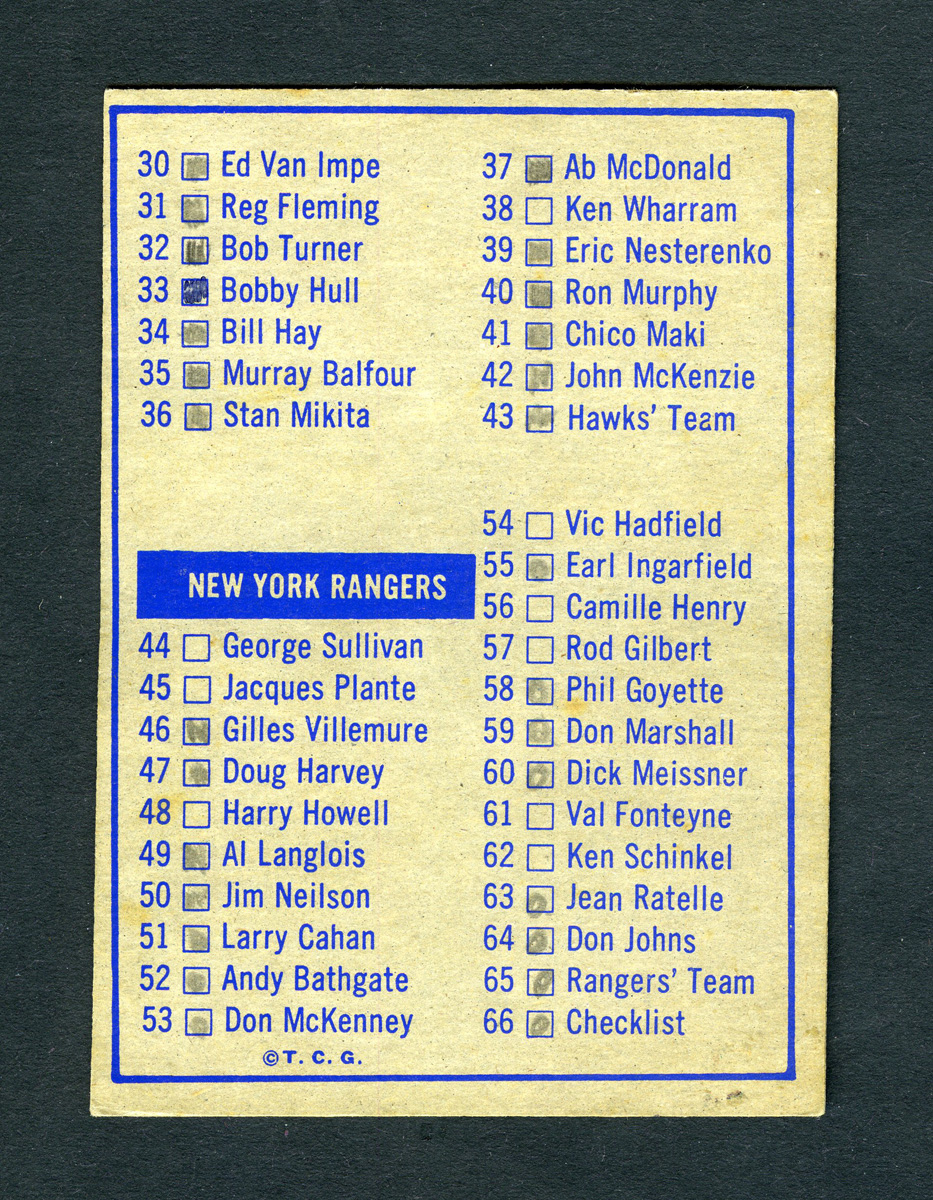 30 Ed Van Impe
31 Reg Fleming
32 Bob Turner
33 Bobby Hull
34 Bill Hay
35 Murray Balfour
36 Stan Mikita
37 Ab McDonald
38 Ken Wharram
39 Eric Nesterenko
40 Ron Murphy
41 Chico Maki
42 John McKenzie
43 Hawks' Team
NEW YORK RANGERS
44 George Sullivan
45 Jacques Plante
46 Gilles Villemure
47 Doug Harvey
48 Harry Howell
49 Al Langlois
50 Jim Neilson
51 Larry Cahan
52 Andy Bathgate
53 Don McKenney
54 Vic Hadfield
55 Earl Ingarfield
56 Camille Henry
57 Rod Gilbert
58 Phil Goyette
59 Don Marshall
60 Dick Meissner
61 Val Fonteyne
62 Ken Schinkel
63 Jean Ratelle
64 Don Johns
65 Rangers' Team
66 Checklist
©T. C. G.